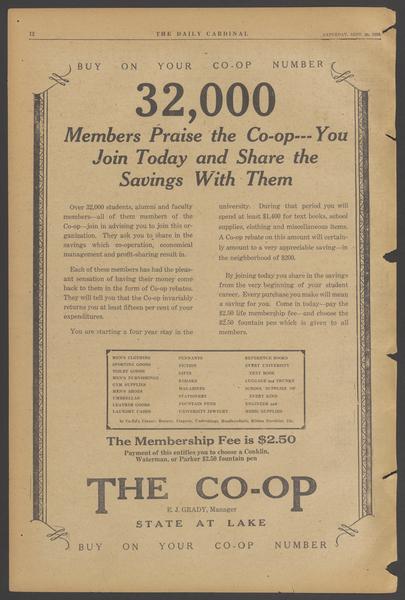 12
THE DAILY CARDINAL
SATURDAY, SEPT.
BUY ON YOUR CO-OP NUMBER
32,000
Members Praise the Co-op---You
Join Today and Share the
Savings With Them
Over 32,000 students, alumni and faculty
members—all of them members of the
Co-op—join in advising you to join this or-
ganization. They ask you to share in the
savings which co-operation, economical
management and profit-sharing result in.
Each of these members has had the pleas-
ant sensation of having their money come
back to them in the form of Co-op rebates.
They will tell you that the Co-op invariably
returns you at least fifteen per cent of your
expenditures.
You are starting a four year stay in the
university. During that period you will
spend at least $1,400 for text books, school
supplies, clothing and miscellaneous items.
A Co-op rebate on this amount will certain-
ly amount to a very appreciable saving—in
the neighborhood of $200.
By joining today you share in the savings
from the very beginning of your student
career. Every purchase you make will mean
a saving for you. Come in today—pay the
$2.50 life membership fee—and choose the
$2.50 fountain pen which is given to all
members.
MEN'S CLOTHING
SPORTING GOODS
TOILET GOODS
MEN'S FURNISHINGS
GYM SUPPLIES
MEN'S SHOES
UMBRELLAS
LEATHER GOODS
LAUNDRY CASES
PENNANTS
FICTION
GIFTS
KODAKS
MAGAZINES
STATIONERY
FOUNTAIN PENS
UNIVERSITY JEWELRY
REFERENCE BOOKS
EVERY UNIVERSITY
TEXT BOOK
LUGGAGE and TRUNKS
SCHOOL SUPPLIES OF
EVERY KIND
ENGINEER and
MEDIC SUPPLIES
In Co-Ed's Corner: Hosiery, Lingerie, Underthings, Handkerchiefs, Ribbon Novelties, Etc.
The Membership Fee is $2.50
Payment of this entitles you to choose a Conklin,
Waterman, or Parker $2.50 fountain pen
THE CO-OP
E. J. GRADY, Manager
STATE AT LAKE
BUY ON YOUR CO-OP NUMBER